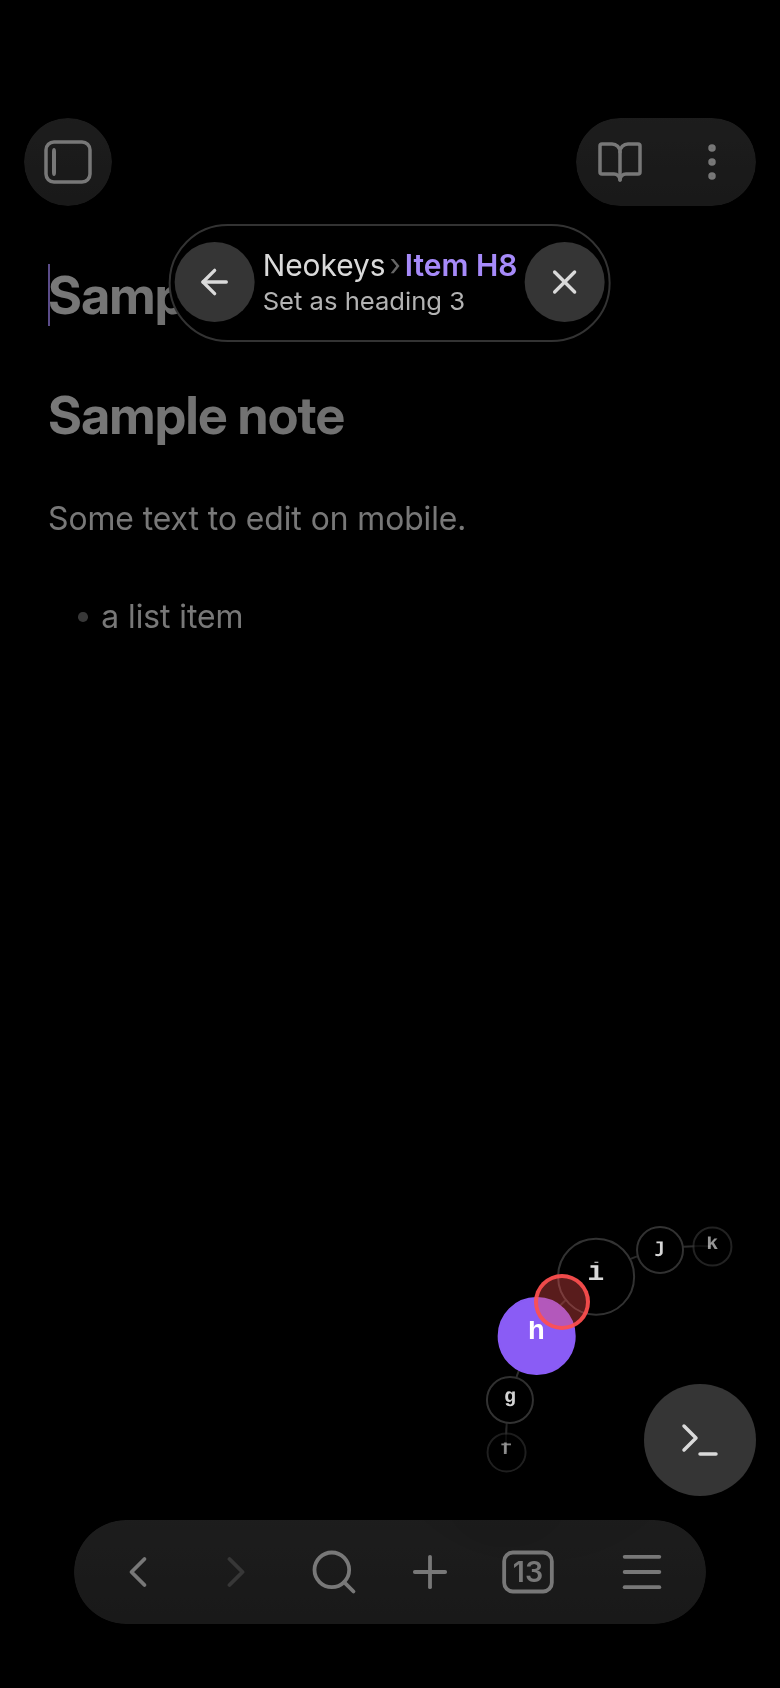 Neokeys › Item H8
Set as heading 3
Samp
Sample note
Some text to edit on mobile.
• a list item
k
J
i
h
g
f
>_
13